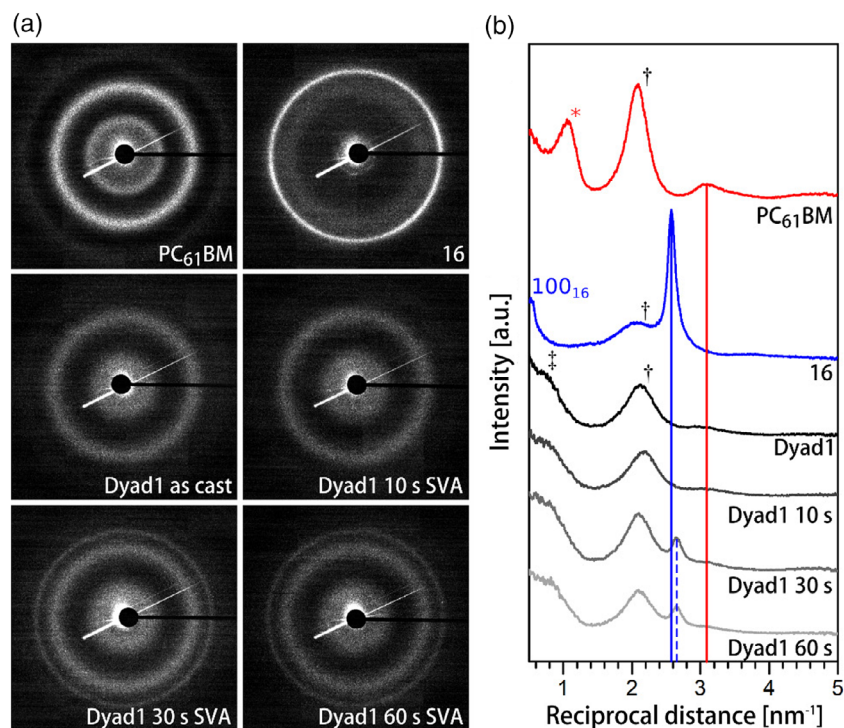 (a)
PC₆₁BM
16
Dyad1 as cast
Dyad1 10 s SVA
Dyad1 30 s SVA
Dyad1 60 s SVA
(b)
Intensity [a.u.]
*
†
PC₆₁BM
100₁₆
†
16
‡
†
Dyad1
Dyad1 10 s
Dyad1 30 s
Dyad1 60 s
1 2 3 4 5
Reciprocal distance [nm⁻¹]